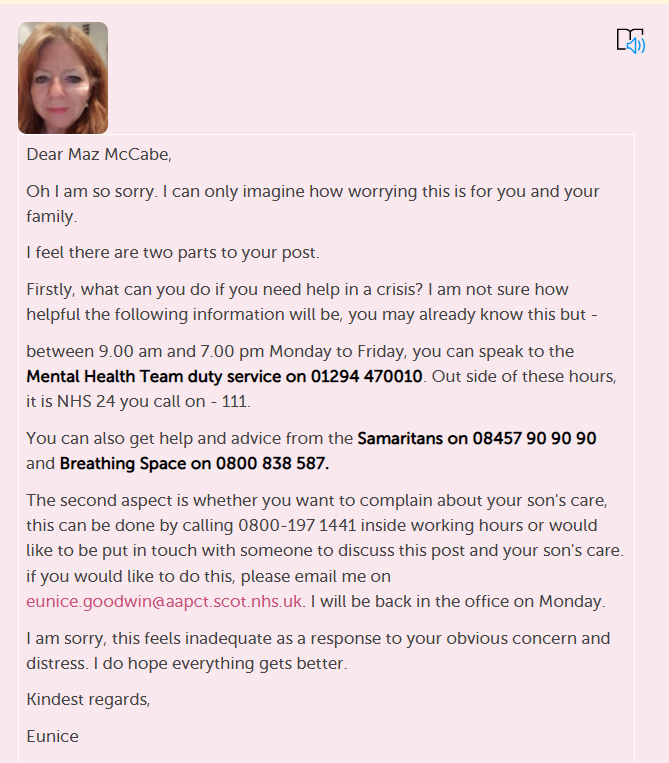 Dear Maz McCabe,
Oh I am so sorry. I can only imagine how worrying this is for you and your
family.
I feel there are two parts to your post.
Firstly, what can you do if you need help in a crisis? I am not sure how
helpful the following information will be, you may already know this but -
between 9.00 am and 7.00 pm Monday to Friday, you can speak to the
Mental Health Team duty service on 01294 470010. Out side of these hours,
it is NHS 24 you call on - 111.
You can also get help and advice from the Samaritans on 08457 90 90 90
and Breathing Space on 0800 838 587.
The second aspect is whether you want to complain about your son's care,
this can be done by calling 0800-197 1441 inside working hours or would
like to be put in touch with someone to discuss this post and your son's care.
if you would like to do this, please email me on
eunice.goodwin@aapct.scot.nhs.uk. I will be back in the office on Monday.
I am sorry, this feels inadequate as a response to your obvious concern and
distress. I do hope everything gets better.
Kindest regards,
Eunice